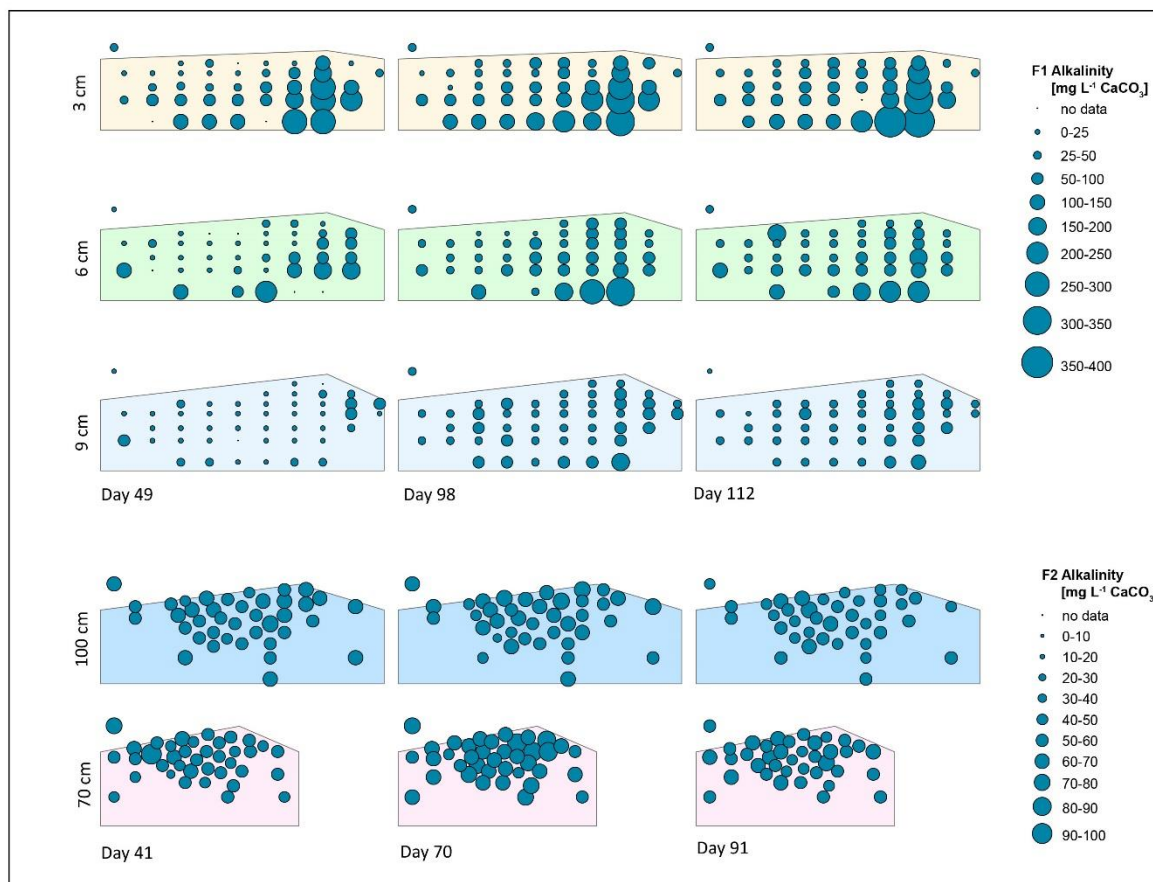 3 cm
F1 Alkalinity
[mg L⁻¹ CaCO₃]
no data
0-25
25-50
50-100
100-150
150-200
200-250
250-300
300-350
350-400
6 cm
9 cm
Day 49
Day 98
Day 112
100 cm
F2 Alkalinity
[mg L⁻¹ CaCO₃
no data
0-10
10-20
20-30
30-40
40-50
50-60
60-70
70-80
80-90
90-100
70 cm
Day 41
Day 70
Day 91